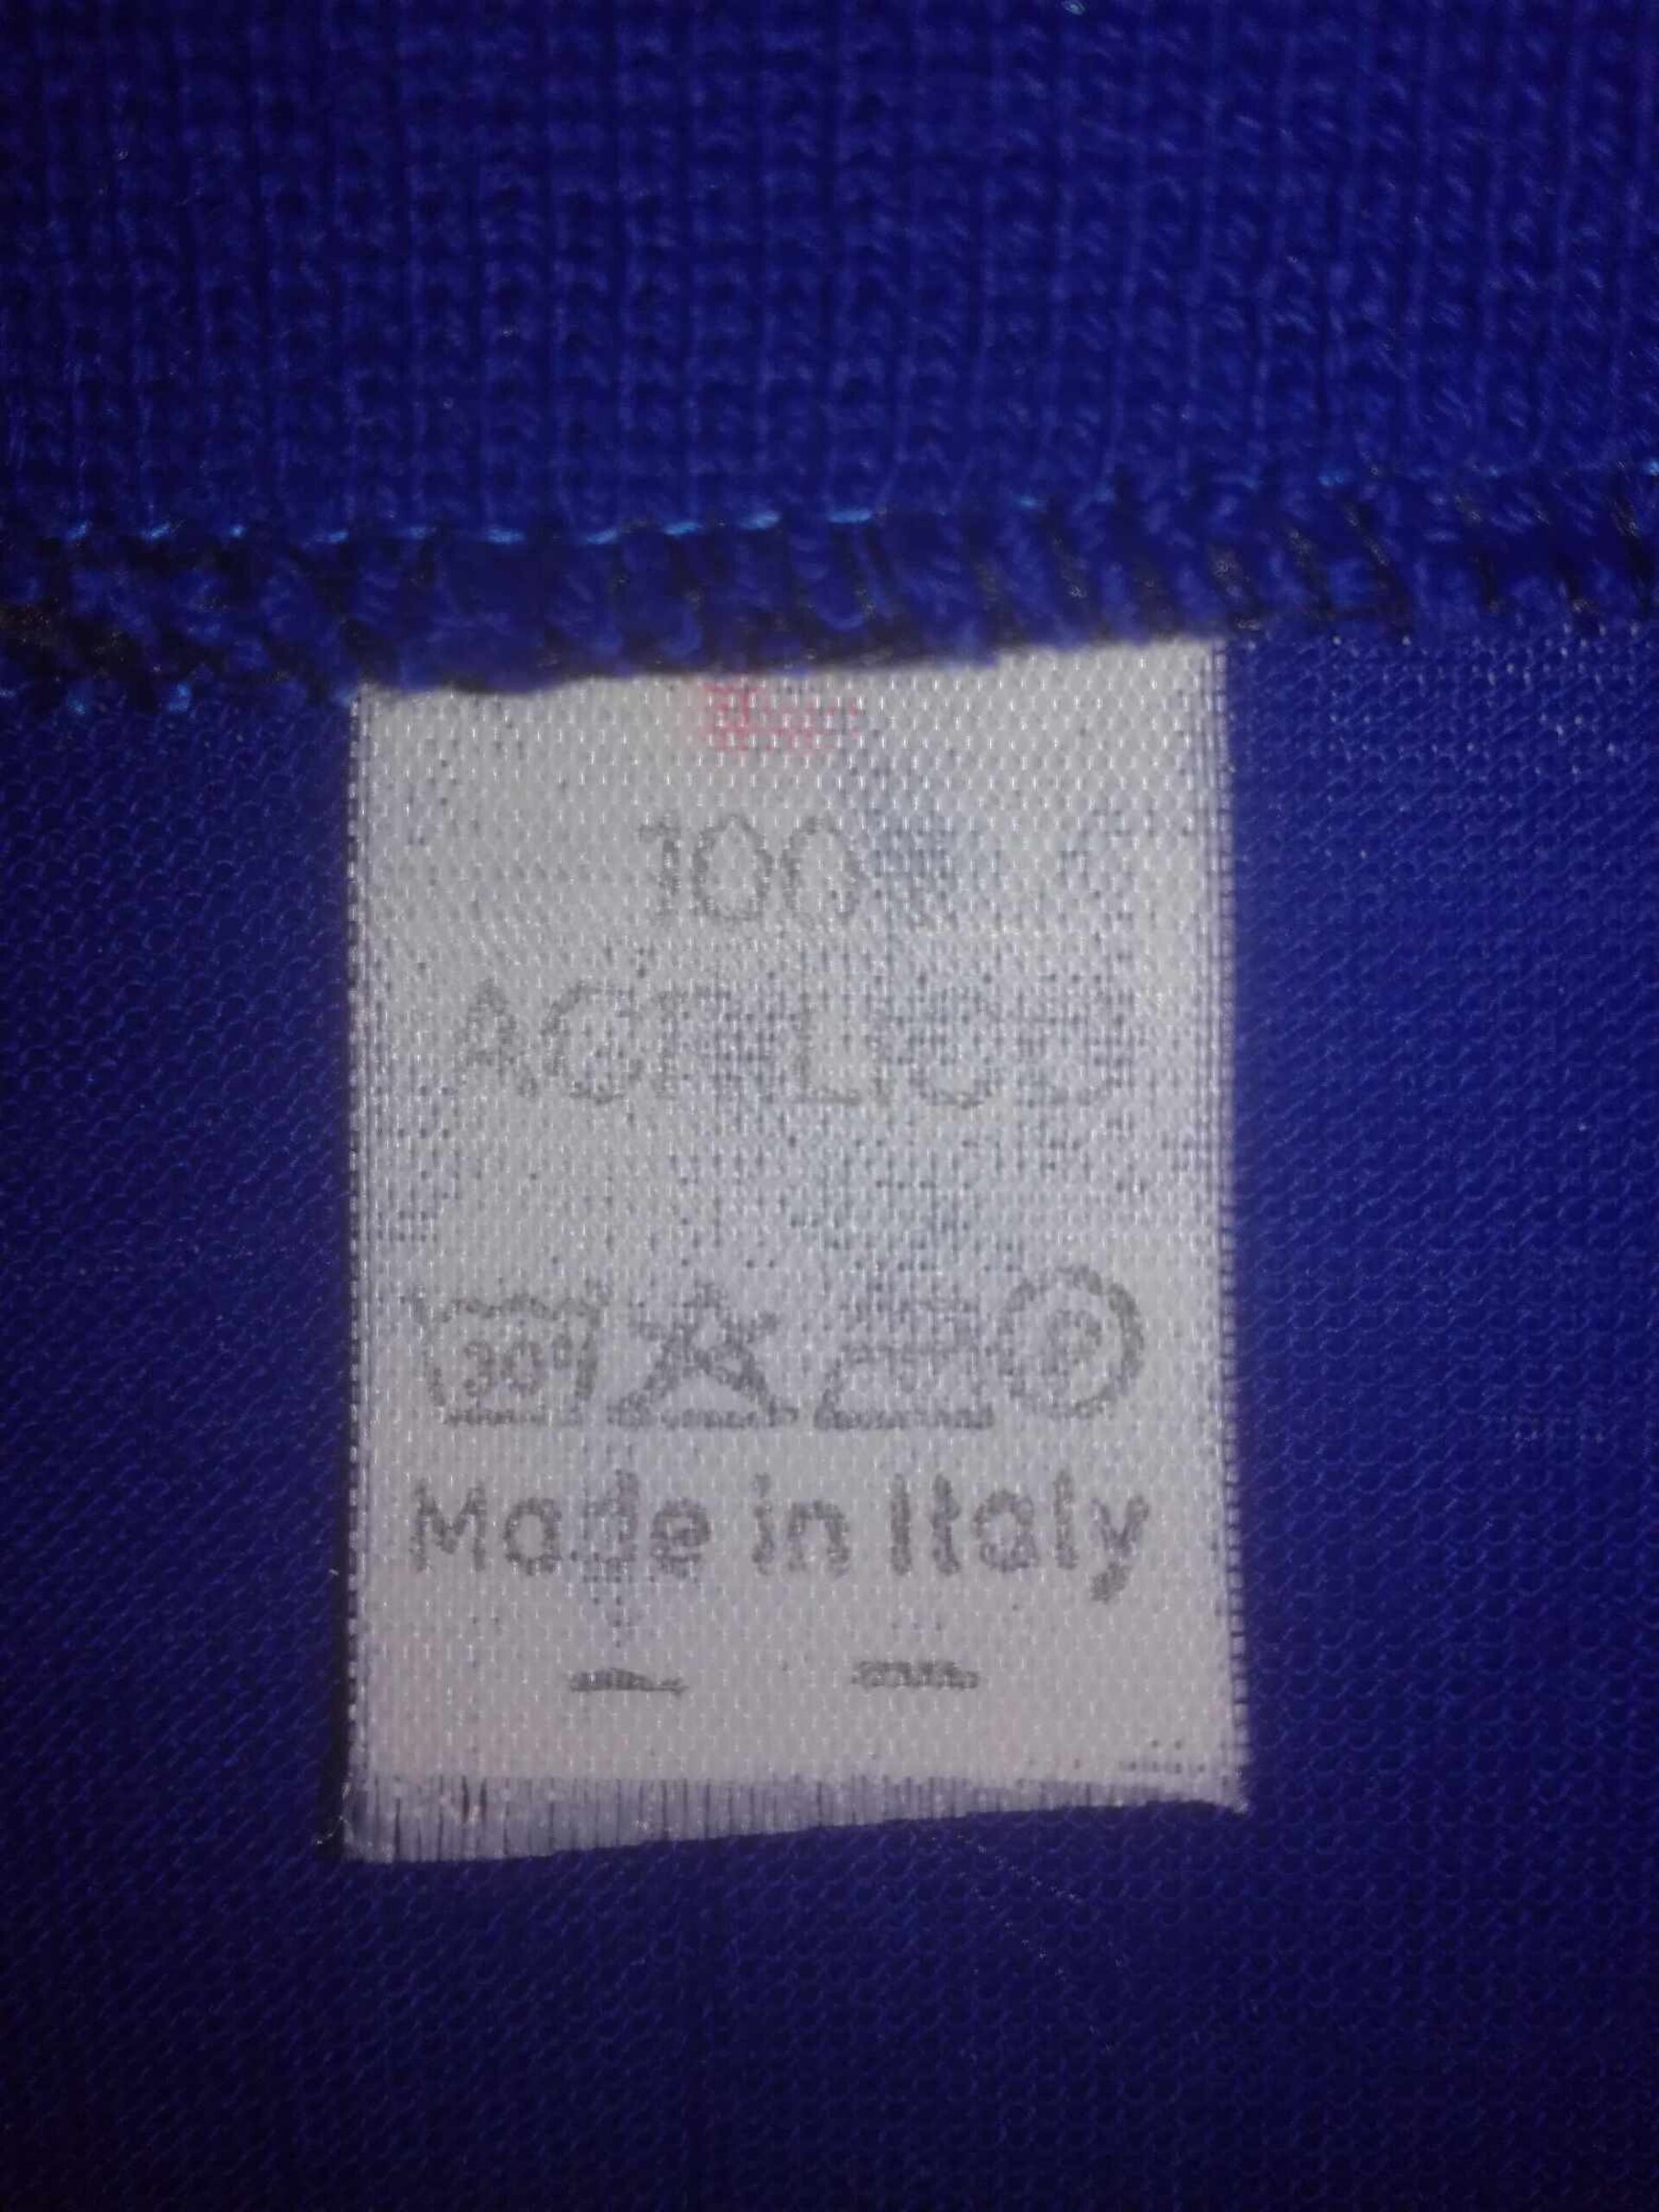 100%
ACRILICO
30° P
Made in Italy